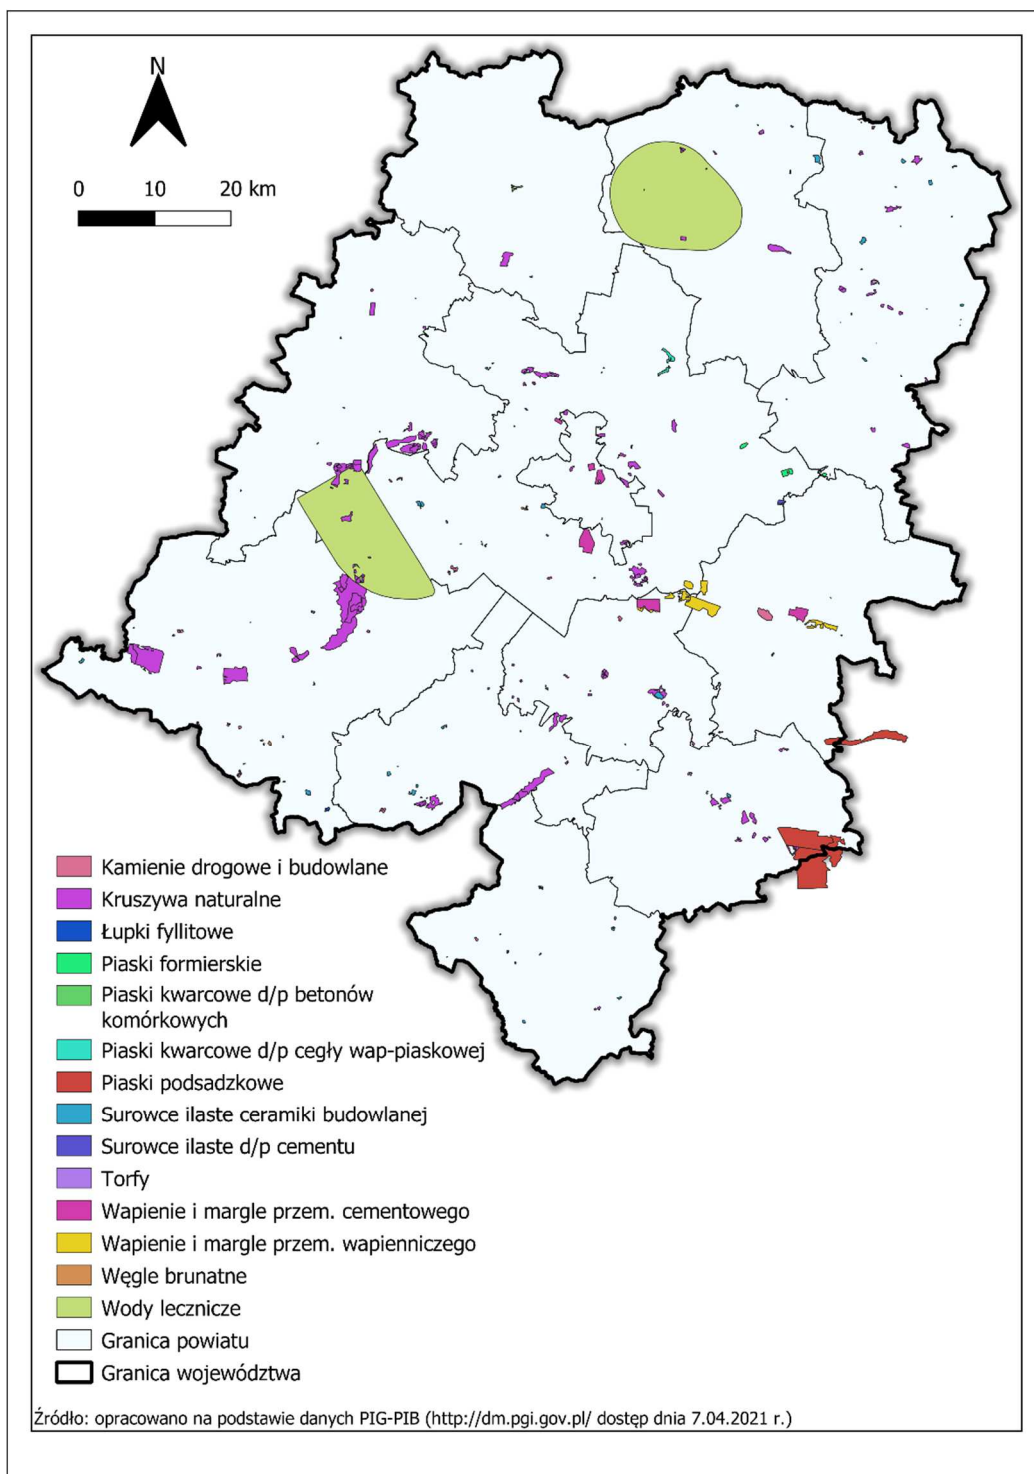 N
0 10 20 km
Kamienie drogowe i budowlane
Kruszywa naturalne
Łupki fyllitowe
Piaski formierskie
Piaski kwarcowe d/p betonów
komórkowych
Piaski kwarcowe d/p cegły wap-piaskowej
Piaski podsadzkowe
Surowce ilaste ceramiki budowlanej
Surowce ilaste d/p cementu
Torfy
Wapienie i margle przem. cementowego
Wapienie i margle przem. wapienniczego
Węgle brunatne
Wody lecznicze
Granica powiatu
Granica województwa
Źródło: opracowano na podstawie danych PIG-PIB (http://dm.pgi.gov.pl/ dostęp dnia 7.04.2021 r.)